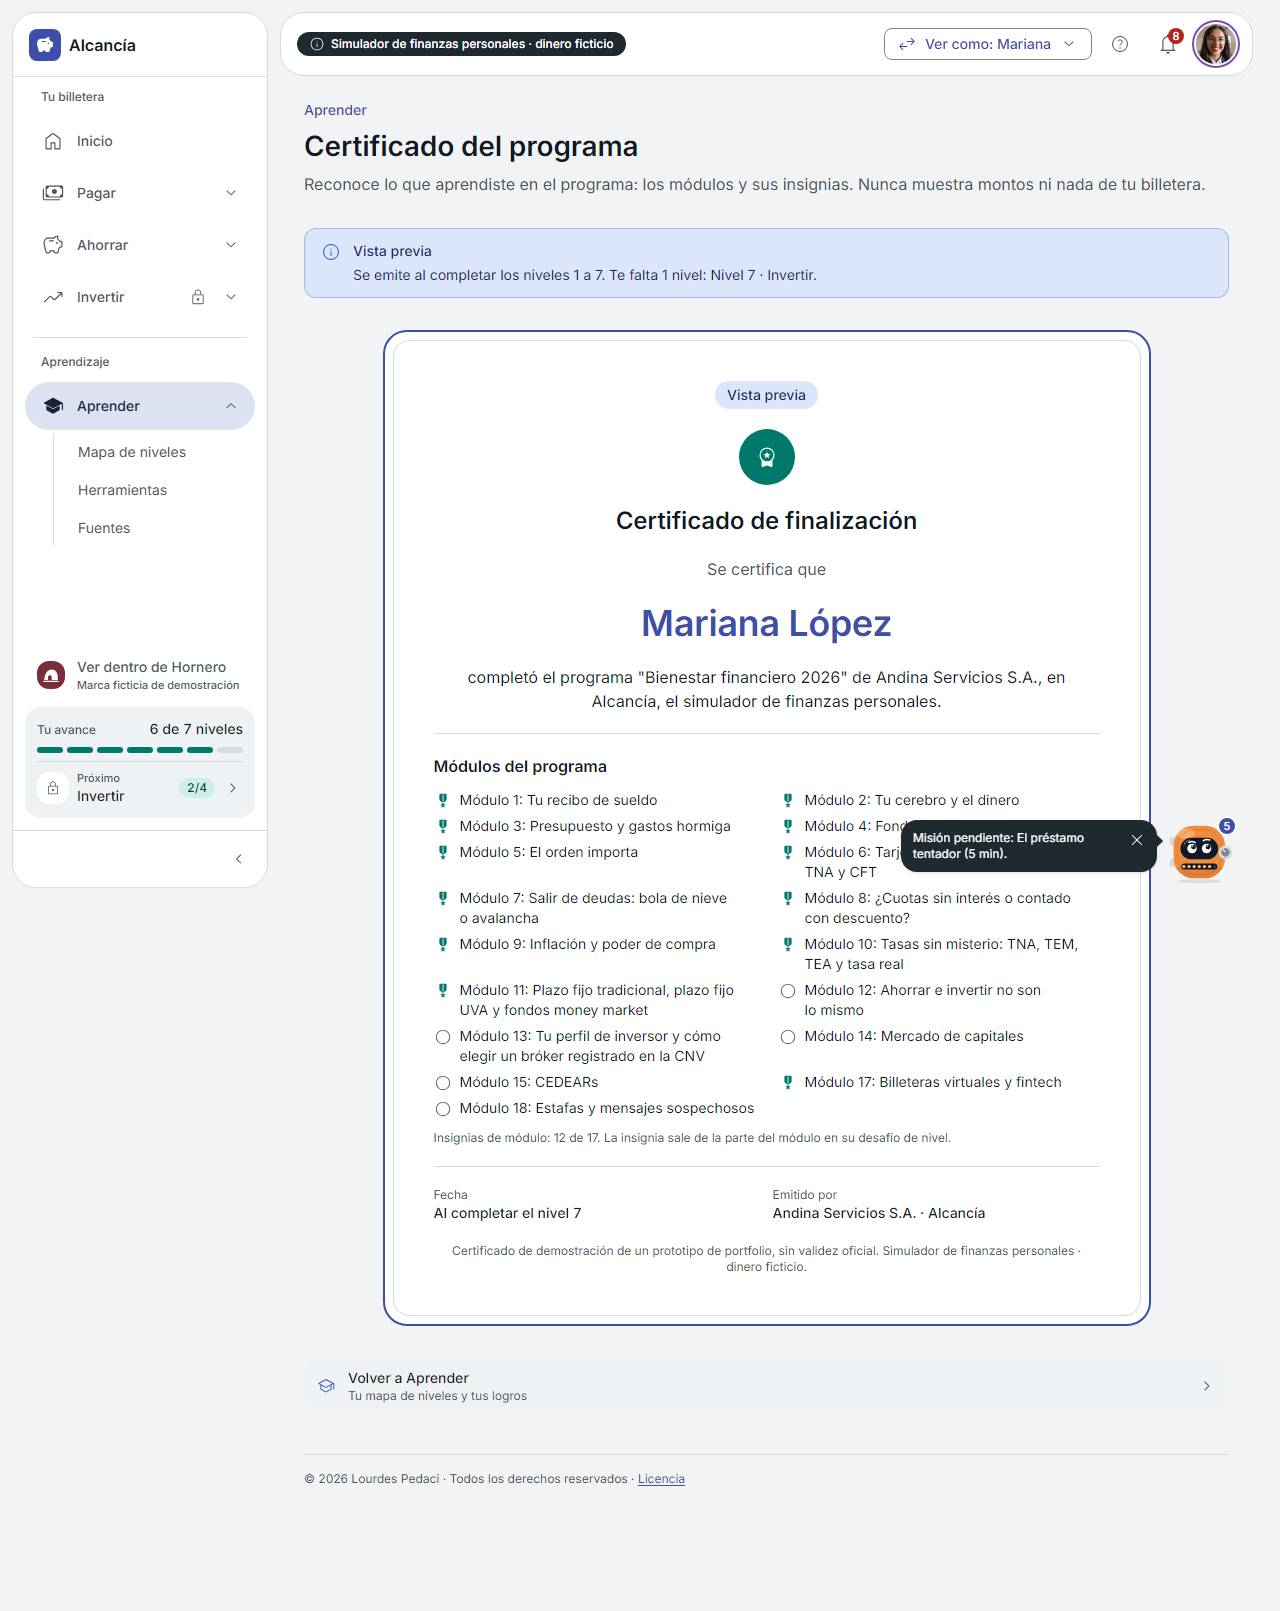 Alcancía
Tu billetera
Inicio
Pagar
Ahorrar
Invertir
Aprendizaje
Aprender
Mapa de niveles
Herramientas
Fuentes
Ver dentro de Hornero
Marca ficticia de demostración
Tu avance
6 de 7 niveles
Próximo
Invertir
2/4
Simulador de finanzas personales · dinero ficticio
Ver como: Mariana
8
Aprender
Certificado del programa
Reconoce lo que aprendiste en el programa: los módulos y sus insignias. Nunca muestra montos ni nada de tu billetera.
Vista previa
Se emite al completar los niveles 1 a 7. Te falta 1 nivel: Nivel 7 · Invertir.
Vista previa
Certificado de finalización
Se certifica que
Mariana López
completó el programa "Bienestar financiero 2026" de Andina Servicios S.A., en
Alcancía, el simulador de finanzas personales.
Módulos del programa
Módulo 1: Tu recibo de sueldo
Módulo 2: Tu cerebro y el dinero
Módulo 3: Presupuesto y gastos hormiga
Módulo 4:
Módulo 5: El orden importa
Módulo 6:
TNA y CFT
Misión pendiente: El préstamo
tentador (5 min).
5
Módulo 7: Salir de deudas: bola de nieve
o avalancha
Módulo 8: ¿Cuotas sin interés o contado
con descuento?
Módulo 9: Inflación y poder de compra
Módulo 10: Tasas sin misterio: TNA, TEM,
TEA y tasa real
Módulo 11: Plazo fijo tradicional, plazo fijo
UVA y fondos money market
Módulo 12: Ahorrar e invertir no son
lo mismo
Módulo 13: Tu perfil de inversor y cómo
elegir un bróker registrado en la CNV
Módulo 14: Mercado de capitales
Módulo 15: CEDEARs
Módulo 17: Billeteras virtuales y fintech
Módulo 18: Estafas y mensajes sospechosos
Insignias de módulo: 12 de 17. La insignia sale de la parte del módulo en su desafío de nivel.
Fecha
Al completar el nivel 7
Emitido por
Andina Servicios S.A. · Alcancía
Certificado de demostración de un prototipo de portfolio, sin validez oficial. Simulador de finanzas personales ·
dinero ficticio.
Volver a Aprender
Tu mapa de niveles y tus logros
© 2026 Lourdes Pedaci · Todos los derechos reservados · Licencia